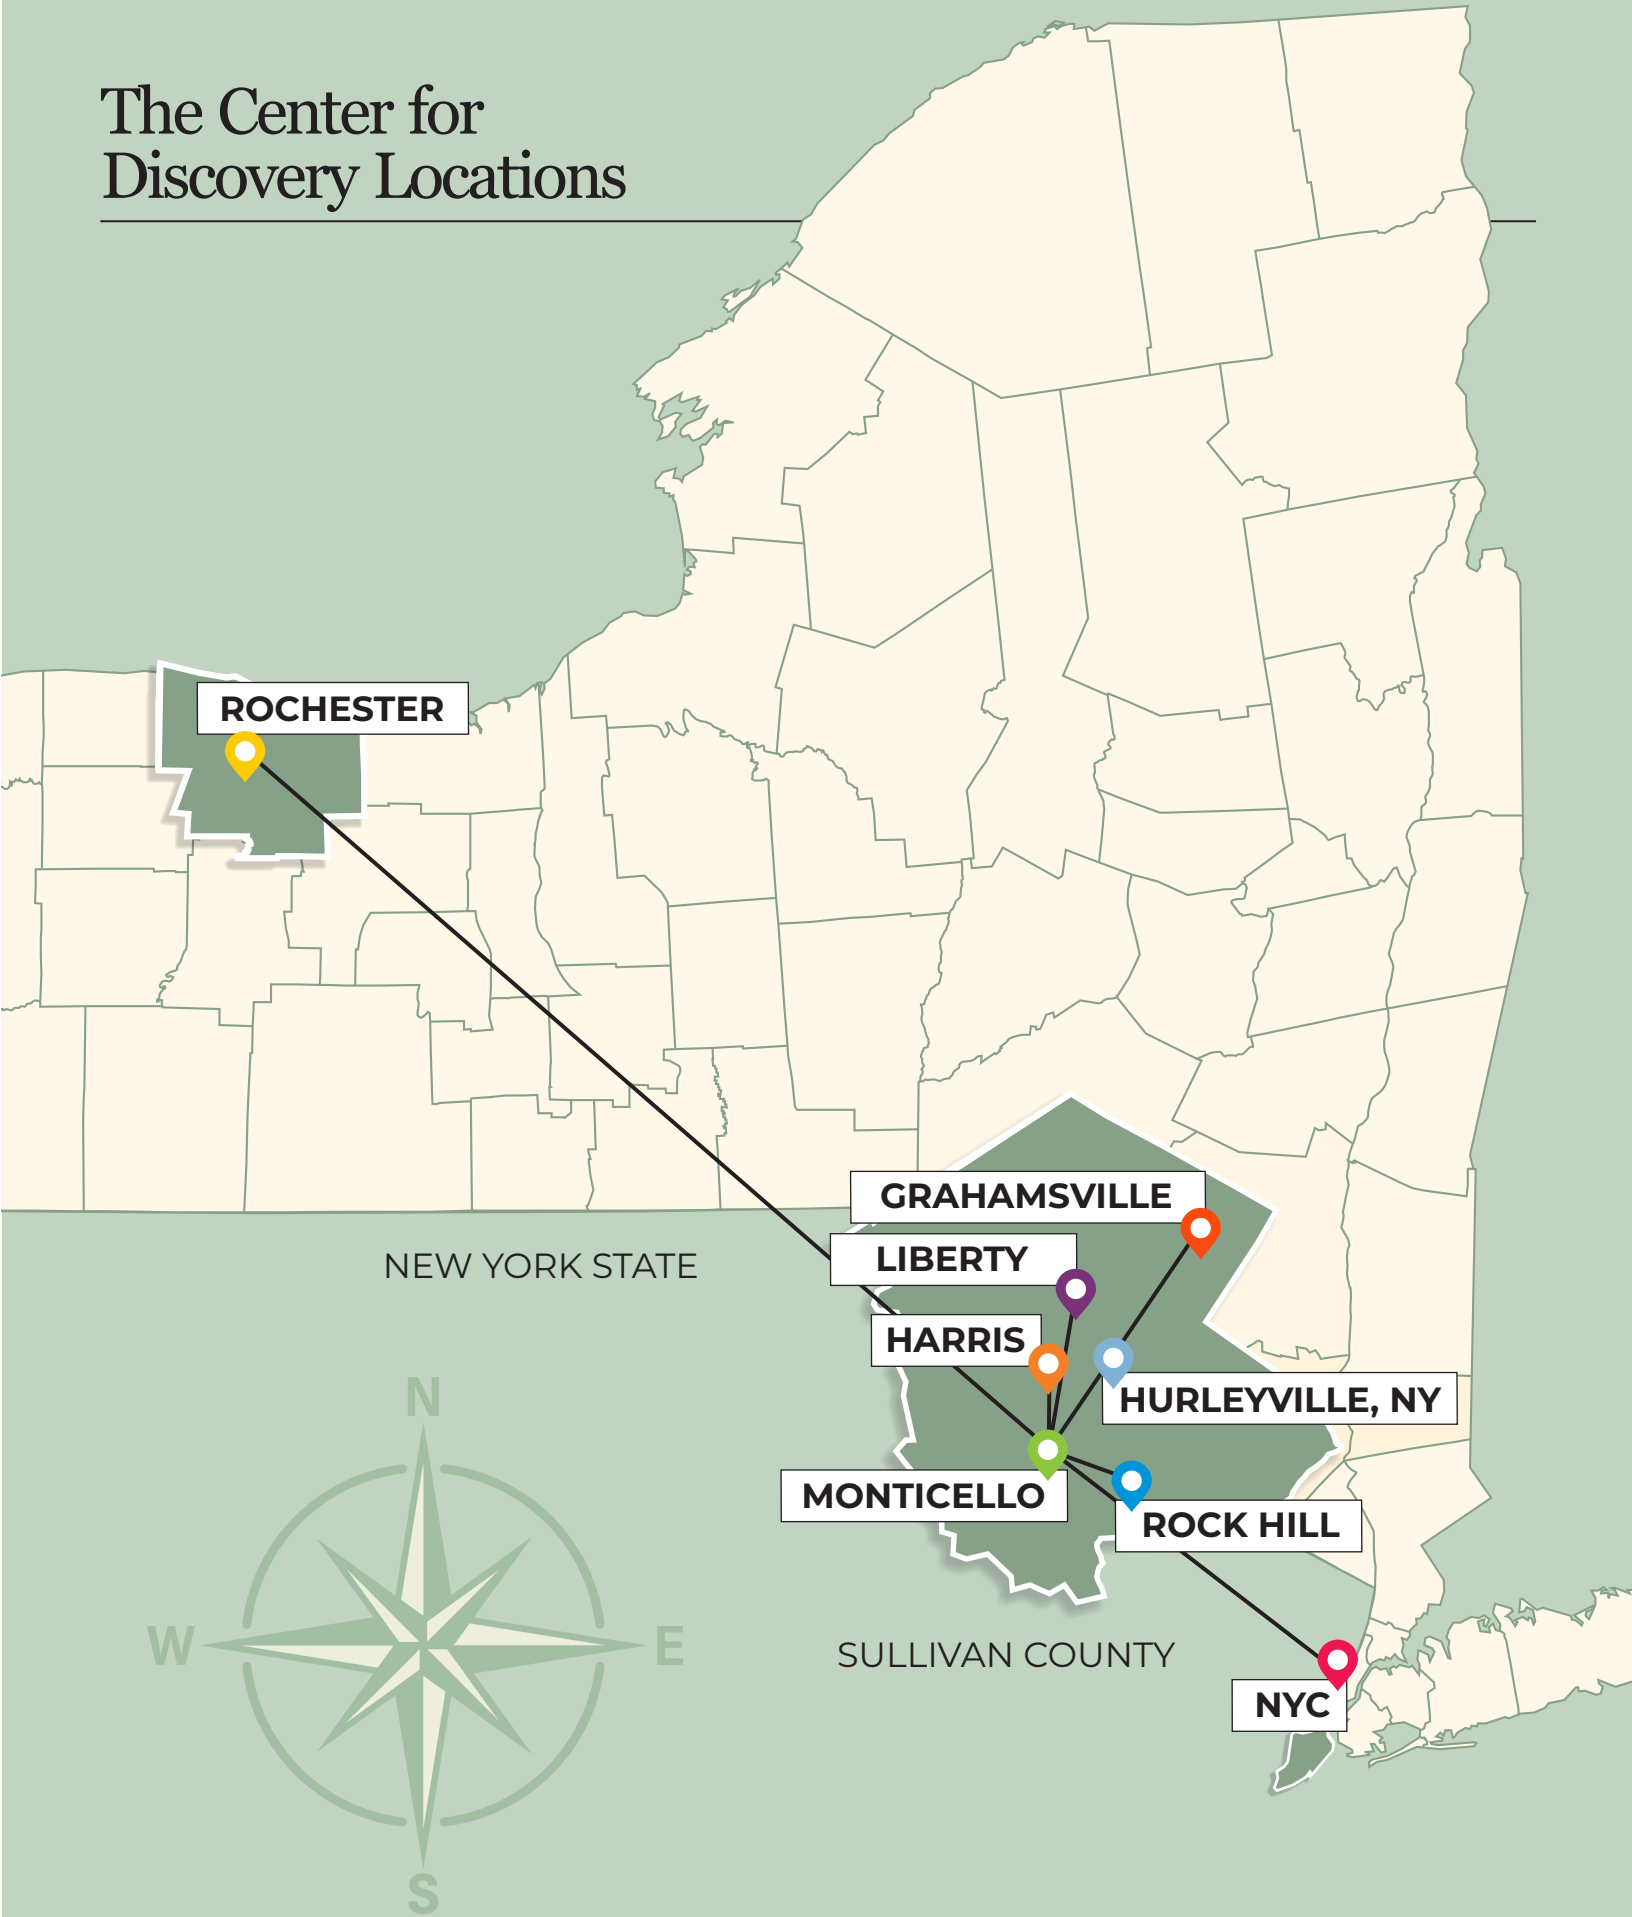 The Center for
Discovery Locations
ROCHESTER
GRAHAMSVILLE
LIBERTY
NEW YORK STATE
HARRIS
HURLEYVILLE, NY
MONTICELLO
ROCK HILL
SULLIVAN COUNTY
NYC
N
W
E
S